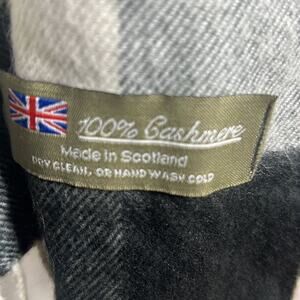 100% Cashmere
Made in Scotland
DRY CLEAN, OR HAND WASH COLD